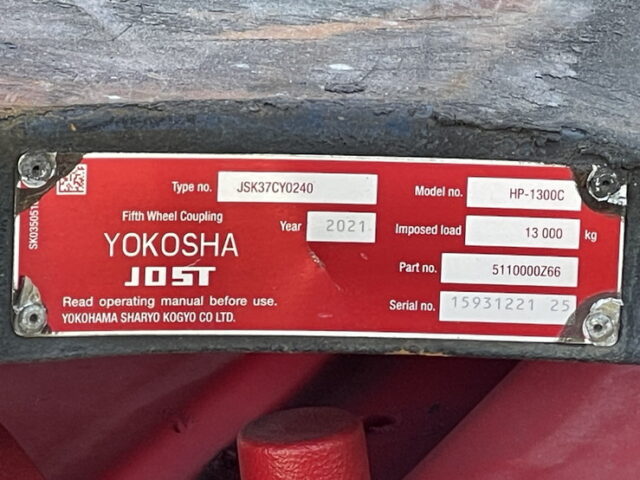 Type no. JSK37CY0240
Model no. HP-1300C
Fifth Wheel Coupling
Year 2021
Imposed load 13 000 kg
YOKOSHA
JOST
Part no. 5110000Z66
Read operating manual before use.
Serial no. 15931221 25
YOKOHAMA SHARYO KOGYO CO LTD.